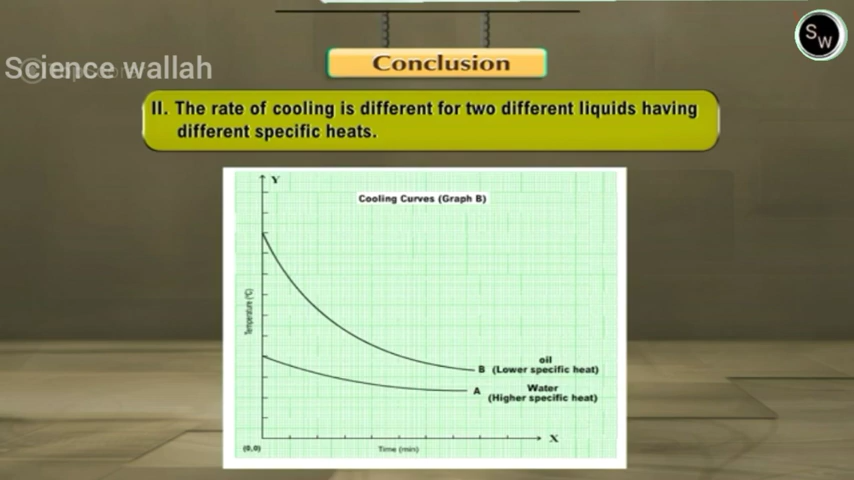 SW
Science wallah
Conclusion
II. The rate of cooling is different for two different liquids having
different specific heats.
Y
Cooling Curves (Graph B)
Temperature (°C)
oil
B (Lower specific heat)
Water
A
(Higher specific heat)
X
(0,0)
Time (min)